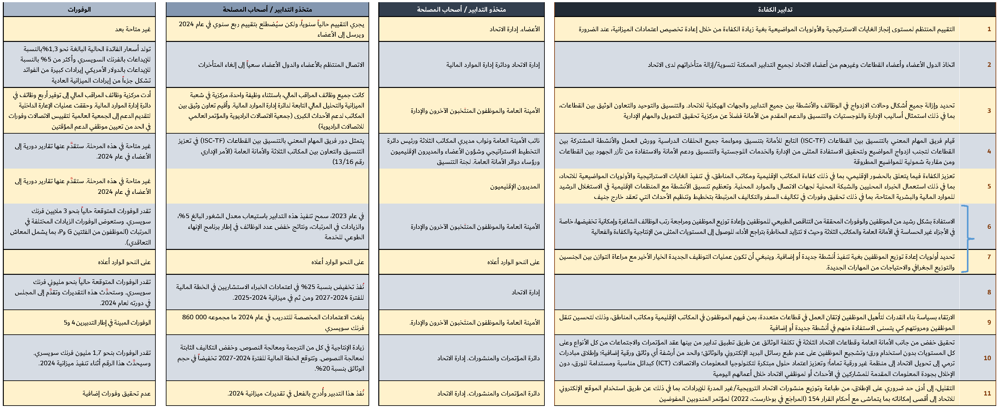 تدابير الكفاءة
متخذو التدابير / أصحاب المصلحة
متخذو التدابير / أصحاب المصلحة
الوفورات
1
التقييم المنتظم لمستوى إنجاز الغايات الاستراتيجية والأولويات المواضيعية بغية زيادة الكفاءة من خلال إعادة تخصيص اعتمادات الميزانية، عند الضرورة
الأعضاء. إدارة الاتحاد
يجري التقييم حالياً سنوياً، ولكن سيُضطلع بتقييم ربع سنوي في عام 2024
ويرسل إلى الأعضاء
غير متاحة بعد
2
اتخاذ الدول الأعضاء وأعضاء القطاعات وغيرهم من أعضاء الاتحاد لجميع التدابير الممكنة لتسوية/إزالة متأخراتهم لدى الاتحاد
إدارة الاتحاد ودائرة إدارة الموارد المالية
الاتصال المنتظم بالأعضاء والدول الأعضاء سعياً إلى إلغاء المتأخرات
تولد أسعار الفائدة الحالية البالغة نحو 1,3%بالنسبة
للإيداعات بالفرنك السويسري وأكثر من 5% بالنسبة
للإيداعات بالدولار الأمريكي إيرادات كبيرة من الفوائد
تشكل جزءاً من إيرادات الميزانية العادية
3
تحديد وإزالة جميع أشكال وحالات الازدواج في الوظائف والأنشطة بين جميع التدابير والجهات الهيكلية للاتحاد. والتنسيق والتوحيد والتعاون الوثيق بين القطاعات،
بما في ذلك استمثال أساليب الإدارة واللوجستيات والتنسيق والدعم المقدم من الأمانة فضلاً عن مركزية تحقيق التمويل والمهام الإدارية
الأمينة العامة والموظفون المنتَخبون الآخرون والإدارة
كانت جميع وظائف المراقب المالي، باستثناء وظيفة واحدة، مركزية في شعبة
الميزانية والتحليل المالي التابعة لدائرة إدارة الموارد المالية. وأقيم تعاون وثيق بين
المكاتب لدعم الأحداث الكبرى (جمعية الاتصالات الراديوية والمؤتمر العالمي
للاتصالات الراديوية)
أدت مركزية وظائف المراقب المالي إلى توفير أربع وظائف في
دائرة إدارة الموارد المالية. وحققت عمليات الإعارة الداخلية
لتقديم الدعم إلى الجمعية العالمية لتقييس الاتصالات وفورات
في الحد من تعيين موظفي الدعم المؤقتين
4
قيام فريق المهام المعني بالتنسيق بين القطاعات (ISC-TF) التابع للأمانة بتنسيق ومواءمة جميع الحلقات الدراسية وورش العمل والأنشطة المشتركة بين
القطاعات لتجنب ازدواج المواضيع ولتحقيق الاستفادة المثلى من الإدارة والخدمات اللوجستية والتنسيق ودعم الأمانة والاستفادة من تآزر الجهود بين القطاعات
ومن مقاربة شمولية للمواضيع المطروقة
نائب الأمينة العامة ونواب مديري المكاتب الثلاثة ورئيس دائرة
التخطيط الاستراتيجي وشؤون الأعضاء والمديرون الإقليميون
ورؤساء دوائر الأمانة العامة. لجنة التنسيق
يتمثل دور فريق المهام المعني بالتنسيق بين القطاعات (ISC-TF) في تعزيز
التنسيق والتعاون بين المكاتب الثلاثة والأمانة العامة (الأمر الإداري
رقم 13/16)
غير متاحة في هذه المرحلة. ستقدَّم عنها تقارير دورية إلى
الأعضاء في عام 2024.
5
تعزيز الكفاءة فيما يتعلق بالحضور الإقليمي، بما في ذلك كفاءة المكاتب الإقليمية ومكاتب المناطق، في تنفيذ الغايات الاستراتيجية والأولويات المواضيعية للاتحاد،
بما في ذلك استعمال الخبراء المحليين والشبكة المحلية لجهات الاتصال والموارد المحلية. وتعظيم تنسيق الأنشطة مع المنظمات الإقليمية في الاستغلال الرشيد
للموارد المالية والبشرية المتاحة، بما في ذلك تحقيق وفورات في تكاليف السفر والتكاليف المرتبطة بتخطيط وتنظيم الأحداث التي تعقد خارج جنيف
المديرون الإقليميون
غير متاحة في هذه المرحلة. ستقدَّم عنها تقارير دورية إلى
الأعضاء في عام 2024
6
الاستفادة بشكل رشيد من الموظفين والوفورات المحققة من التناقص الطبيعي للموظفين وإعادة توزيع الموظفين ومراجعة رتب الوظائف الشاغرة وإمكانية تخفيضها، خاصة
في الأجزاء غير الحساسة في الأمانة العامة والمكاتب الثلاثة وحيث لا تتزايد المخاطرة بتراجع الأداء، للوصول إلى المستويات المثلى من الإنتاجية والكفاءة والفعالية
الأمينة العامة والموظفون المنتَخبون الآخرون والإدارة
في عام 2023، سمح تنفيذ هذه التدابير باستيعاب معدل الشغور البالغ 5%،
والزيادات في المرتبات، ونتائج خفض عدد الوظائف في إطار برنامج الإنهاء
الطوعي للخدمة
تقدر الوفورات المتوقعة حالياً بنحو 3 ملايين فرنك
سويسري. وستعوض الوفورات الزيادات المختلفة في
المرتبات (الموظفون من الفئتين G وP، بما يشمل المعاش
التعاقدي).
7
تحديد أولويات إعادة توزيع الموظفين بغية تنفيذ أنشطة جديدة أو إضافية. وينبغي أن تكون عمليات التوظيف الجديدة الخيار الأخير مع مراعاة التوازن بين الجنسين
والتوزيع الجغرافي والاحتياجات من المهارات الجديدة.
على النحو الوارد أعلاه
على النحو الوارد أعلاه
على النحو الوارد أعلاه
8
إدارة الاتحاد
نُفذ تخفيض بنسبة 25% في اعتمادات الخبراء الاستشاريين في الخطة المالية
للفترة 2024-2027 ومن ثم في ميزانية 2024-2025.
تقدر الوفورات المتوقعة حالياً بنحو مليوني فرنك
سويسري. وستحدَّث هذه التقديرات وتقدَّم إلى المجلس
في دورته لعام 2024.
9
الارتقاء بسياسة بناء القدرات لتأهيل الموظفين لإتقان العمل في قطاعات متعددة، بمن فيهم الموظفون في المكاتب الإقليمية ومكاتب المناطق، وذلك لتحسين تنقل
الموظفين ومرونتهم كي يتسنى الاستفادة منهم في أنشطة جديدة أو إضافية
الأمينة العامة والموظفون المنتَخبون الآخرون والإدارة.
بلغت الاعتمادات المخصصة للتدريب في عام 2024 ما مجموعه 000 860
فرنك سويسري
الوفورات المبينة في إطار التدبيرين 4 و5
10
تحقيق خفض من جانب الأمانة العامة وقطاعات الاتحاد الثلاثة في تكلفة الوثائق عن طريق تطبيق تدابير من بينها عقد المؤتمرات والاجتماعات من كل الأنواع وعلى
كل المستويات بدون استخدام ورق؛ وتشجيع الموظفين على عدم طبع رسائل البريد الإلكتروني والوثائق؛ والحد من أرشفة أي وثائق ورقية إضافية؛ وإطلاق مبادرات
ترمي إلى تحويل الاتحاد إلى منظمة غير ورقية تماماً؛ وتعزيز اعتماد حلول مبتكرة لتكنولوجيا المعلومات والاتصالات (ICT) كبدائل مناسبة ومستدامة للورق، دون
الإخلال بجودة المعلومات المقدمة للمشاركين في الأحداث أو لموظفي الاتحاد خلال أعمالهم اليومية
دائرة المؤتمرات والمنشورات. إدارة الاتحاد
زيادة الإنتاجية في كل من الترجمة ومعالجة النصوص. وخفض التكاليف الثابتة
لمعالجة النصوص. وتتوقع الخطة المالية للفترة 2024-2027 تخفيضاً في حجم
الوثائق بنسبة 20%.
تقدر الوفورات بنحو 1,7 مليون فرنك سويسري.
وسيحدَّث هذا الرقم أثناء تنفيذ ميزانية 2024.
11
التقليل، إلى أدنى حد ضروري على الإطلاق، من طباعة وتوزيع منشورات الاتحاد الترويجية/غير المدرة للإيرادات، بما في ذلك عن طريق استخدام الموقع الإلكتروني
للاتحاد إلى أقصى إمكاناته بما يتماشى مع أحكام القرار 154 (المراجَع في بوخارست، 2022) لمؤتمر المندوبين المفوضين
دائرة المؤتمرات والمنشورات. إدارة الاتحاد
نُفذ هذا التدبير وأُدرج بالفعل في تقديرات ميزانية 2024.
عدم تحقيق وفورات إضافية